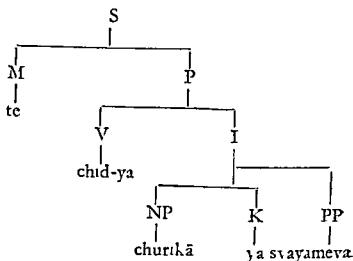 S
M P
te
V I
chid-ya
NP K PP
churikā ya svayameva